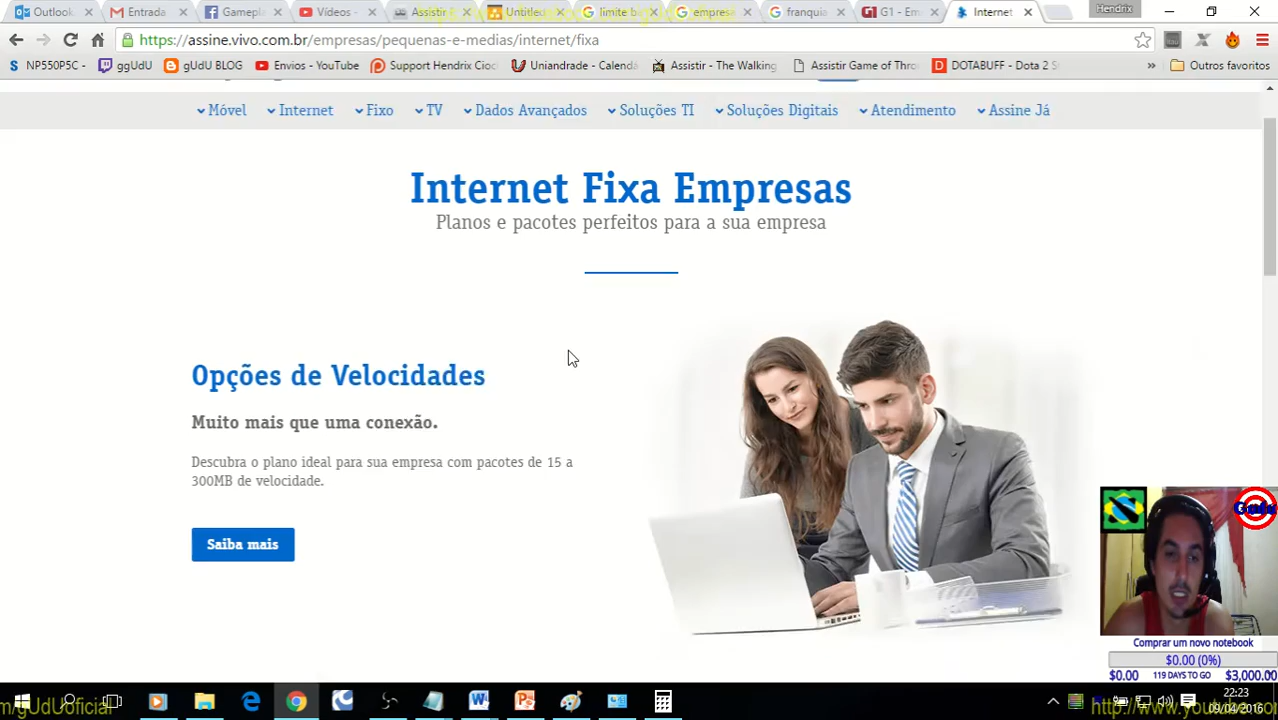 Outlook
Entrada
Gamepl
Vídeos -
Assistir
Untitled
limite b
empresa
franquia
G1 - Em
Internet
Hendrix
https://assine.vivo.com.br/empresas/pequenas-e-medias/internet/fixa
NP550P5C -
ggUdU
gUdU BLOG
Envios - YouTube
Support Hendrix Cioc
Uniandrade - Calenda
Assistir - The Walking
Assistir Game of Thro
DOTABUFF - Dota 2 S
Outros favoritos
Móvel
Internet
Fixo
TV
Dados Avançados
Soluções TI
Soluções Digitais
Atendimento
Assine Já
Internet Fixa Empresas
Planos e pacotes perfeitos para a sua empresa
Opções de Velocidades
Muito mais que uma conexão.
Descubra o plano ideal para sua empresa com pacotes de 15 a
300MB de velocidade.
Saiba mais
Comprar um novo notebook
$0.00 (0%)
$0.00
119 DAYS TO GO
$3,000.00
22:23
09/04/2016
m/gUdUoficial
http://www.youtube.com